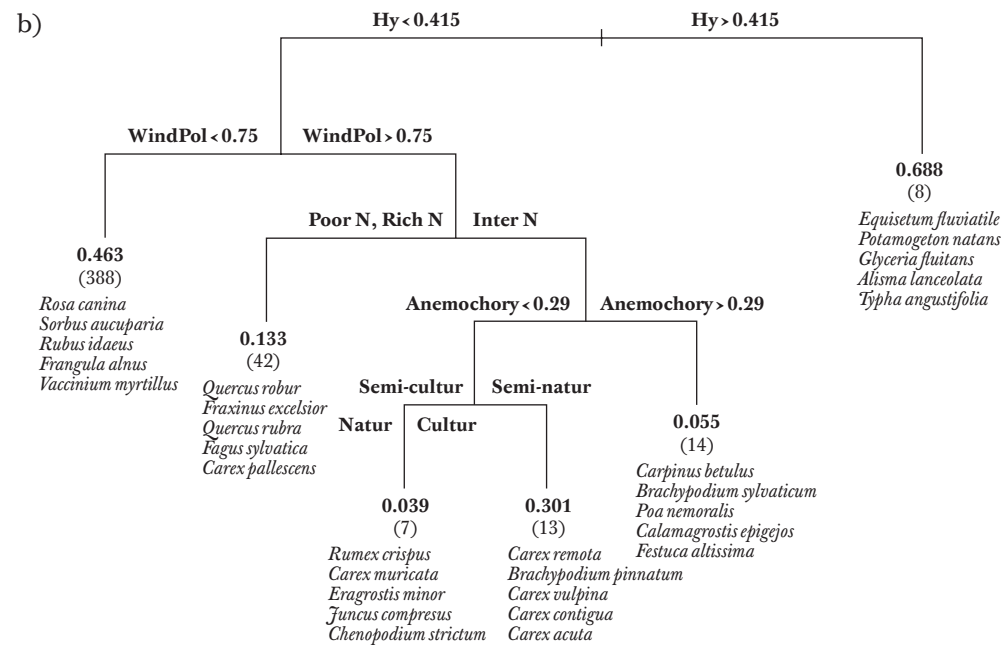 b)
Hy < 0.415
Hy > 0.415
WindPol < 0.75
WindPol > 0.75
0.688
(8)
Equisetum fluviatile
Potamogeton natans
Glyceria fluitans
Alisma lanceolata
Typha angustifolia
Poor N, Rich N
Inter N
0.463
(388)
Rosa canina
Sorbus aucuparia
Rubus idaeus
Frangula alnus
Vaccinium myrtillus
Anemochory < 0.29
Anemochory > 0.29
0.133
(42)
Quercus robur
Fraxinus excelsior
Quercus rubra
Fagus sylvatica
Carex pallescens
Semi-cultur
Semi-natur
Natur
Cultur
0.055
(14)
Carpinus betulus
Brachypodium sylvaticum
Poa nemoralis
Calamagrostis epigejos
Festuca altissima
0.039
(7)
Rumex crispus
Carex muricata
Eragrostis minor
Juncus compresus
Chenopodium strictum
0.301
(13)
Carex remota
Brachypodium pinnatum
Carex vulpina
Carex contigua
Carex acuta